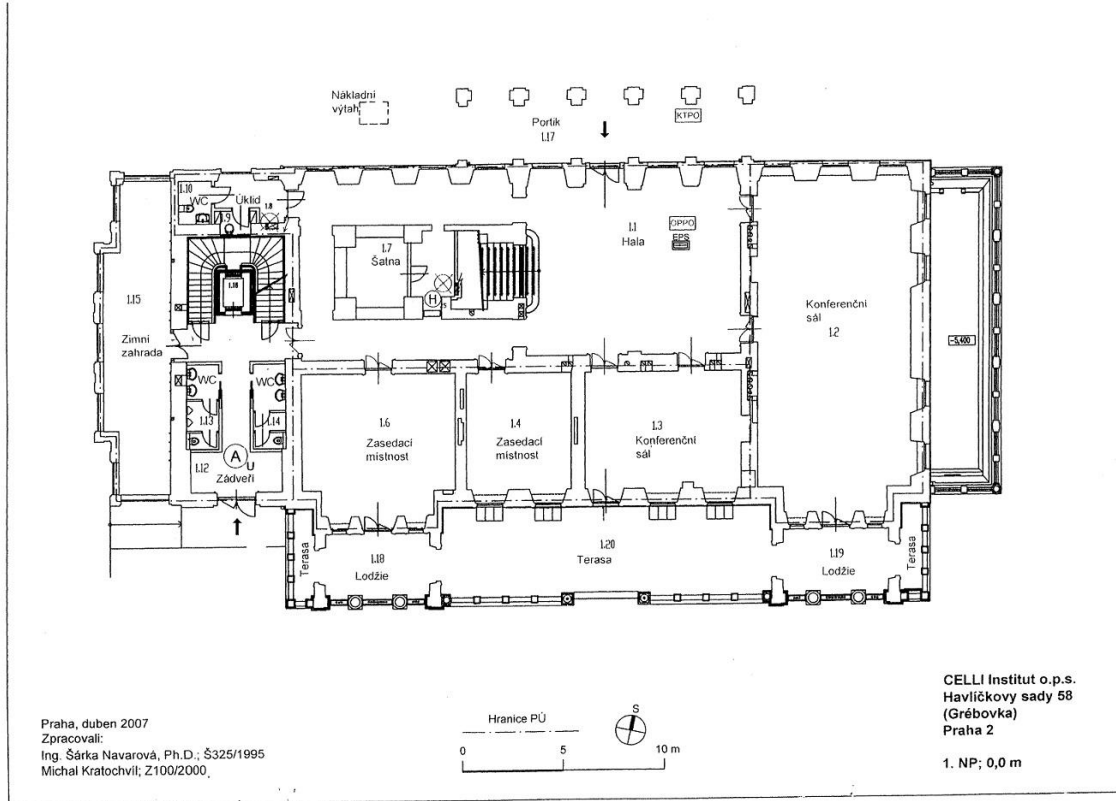 Nákladní
výtah
Portik
1.17
KTPO
1.10
WC
Úklid
1.8
1.9
1.7
Šatna
H
1.1
Hala
OPPO
EPS
1.16
1.15
Zimní
zahrada
Konferenční
sál
1.2
-5,400
WC
WC
1.13
1.14
1.12
A
U
Zádveří
1.6
Zasedací
místnost
1.4
Zasedací
místnost
1.3
Konferenční
sál
Terasa
1.18
Lodžie
1.20
Terasa
1.19
Lodžie
Terasa
Praha, duben 2007
Zpracovali:
Ing. Šárka Navarová, Ph.D.; Š325/1995
Michal Kratochvíl; Z100/2000
Hranice PÚ
S
0 5 10 m
CELLI Institut o.p.s.
Havlíčkovy sady 58
(Grébovka)
Praha 2
1. NP; 0,0 m